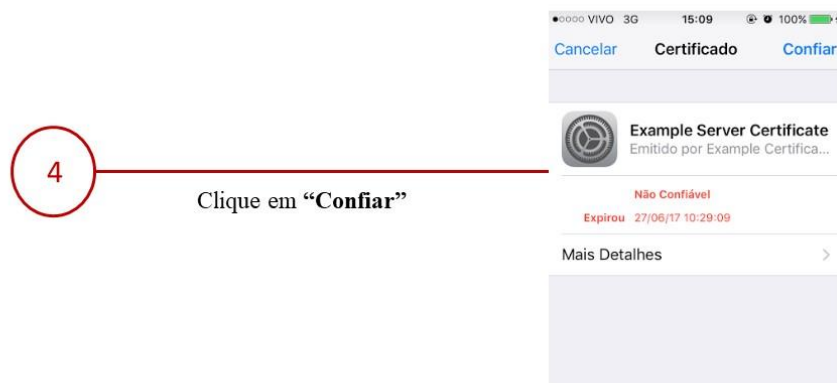 4
Clique em “Confiar”
VIVO 3G 15:09 100%
Cancelar Certificado Confiar
Example Server Certificate
Emitido por Example Certifica...
Não Confiável
Expirou 27/06/17 10:29:09
Mais Detalhes